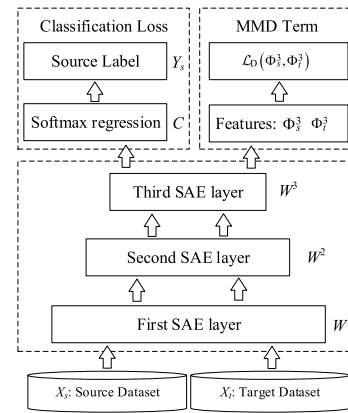 Classification Loss
MMD Term
Source Label
Y_s
ℒ_D(Φ_s^3, Φ_t^3)
Softmax regression
C
Features: Φ_s^3 Φ_t^3
Third SAE layer
W^3
Second SAE layer
W^2
First SAE layer
W
X_s: Source Dataset
X_t: Target Dataset